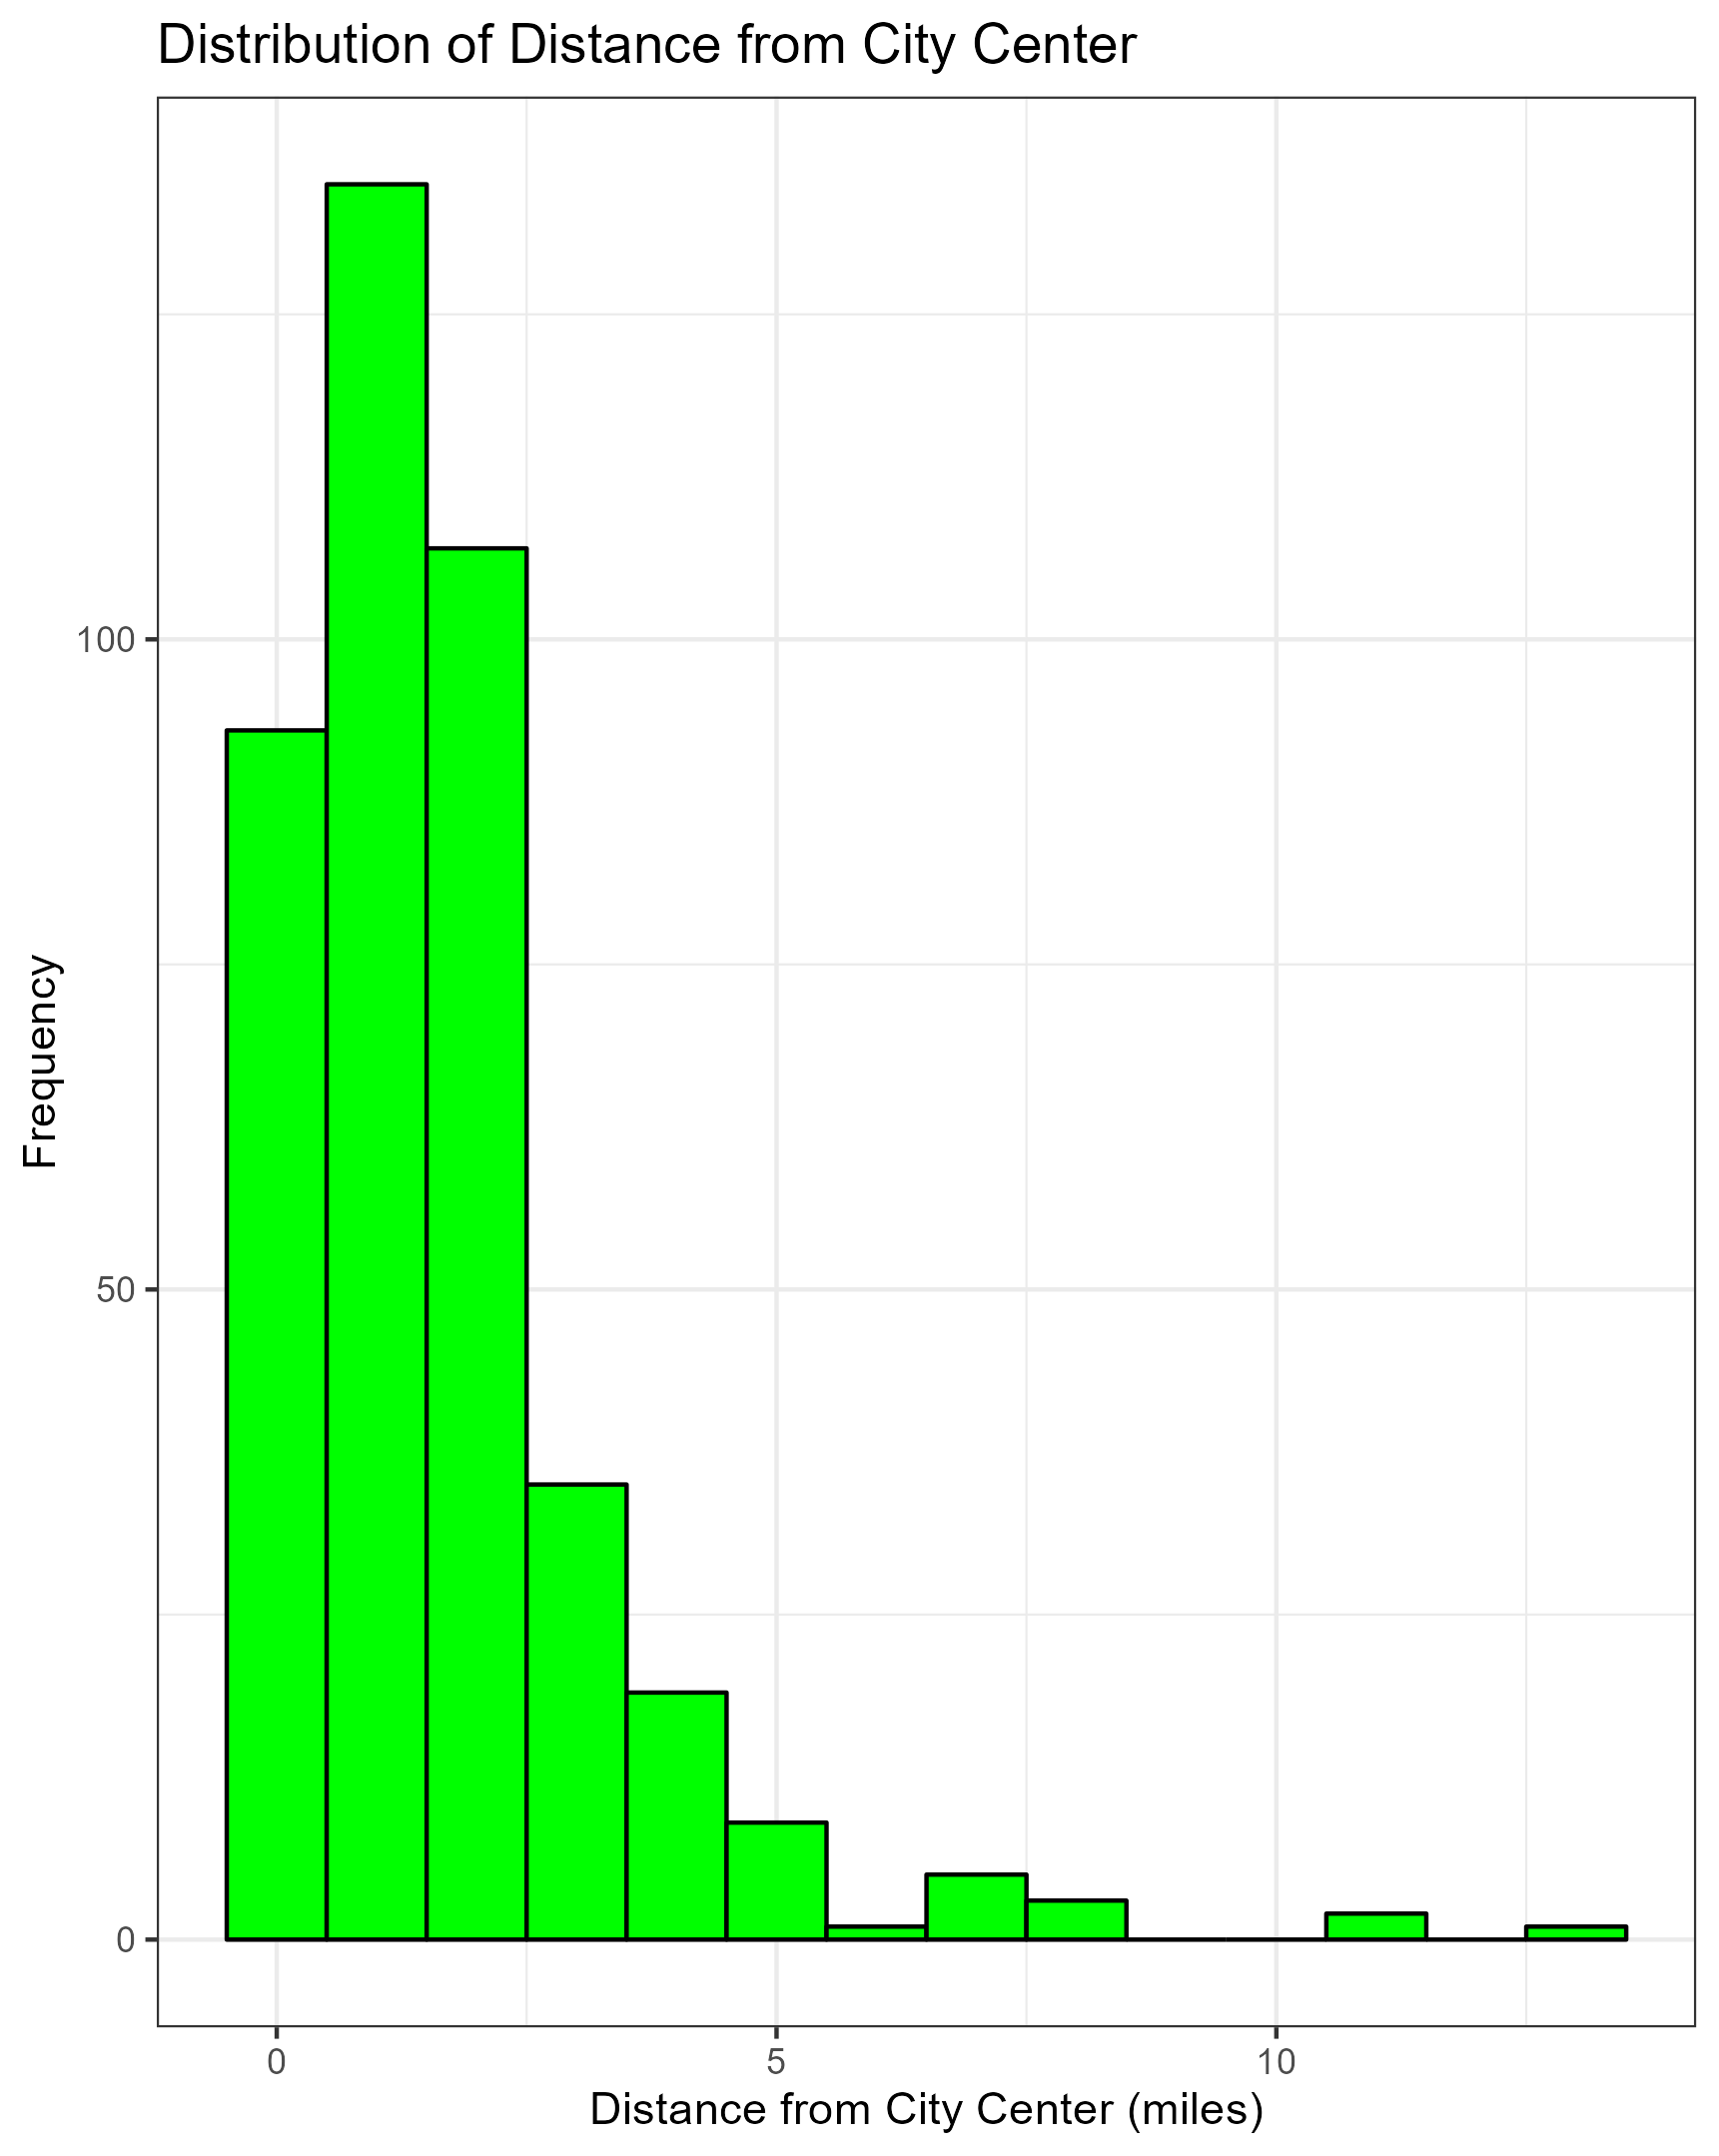 Distribution of Distance from City Center
Frequency
100
50
0
0 5 10
Distance from City Center (miles)